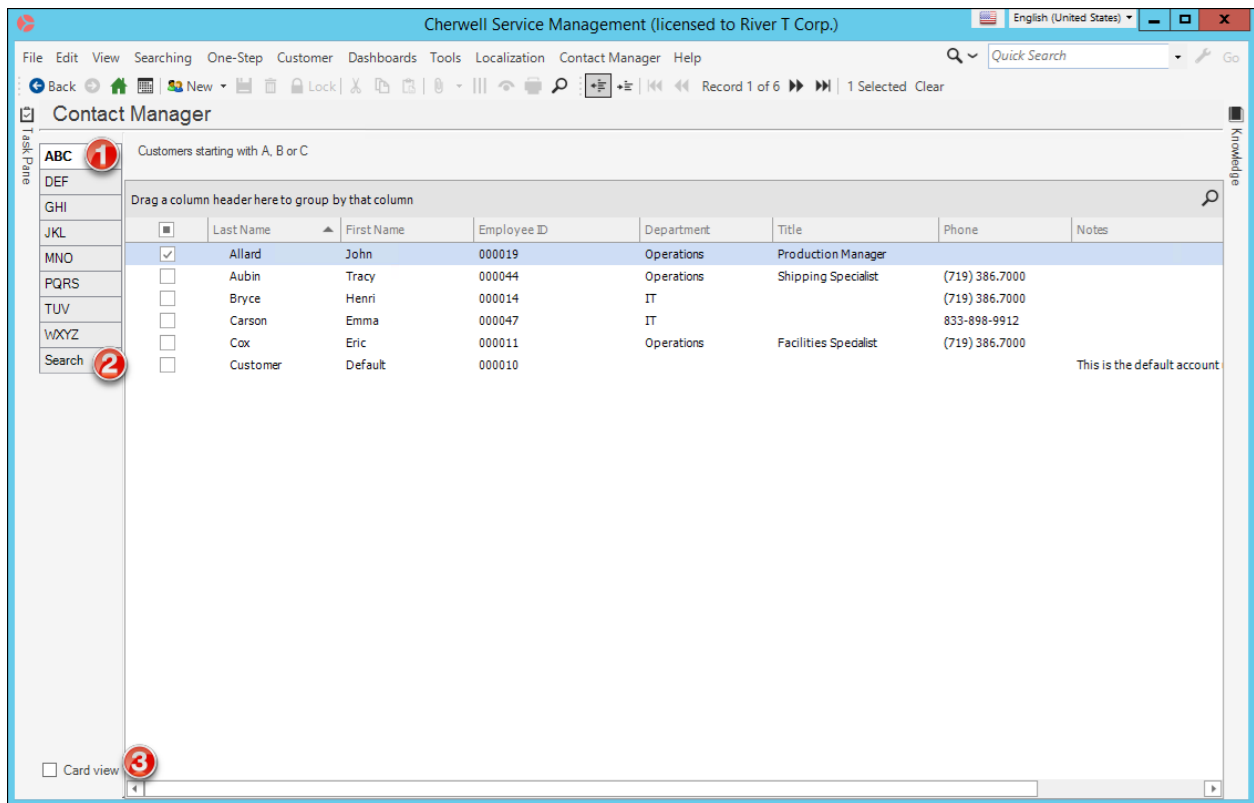 Cherwell Service Management (licensed to River T Corp.)
English (United States)
File Edit View Searching One-Step Customer Dashboards Tools Localization Contact Manager Help
Quick Search
Go
Back New Lock Record 1 of 6 1 Selected Clear
Contact Manager
Task Pane
Knowledge
ABC 1
DEF
GHI
JKL
MNO
PQRS
TUV
WXYZ
Search 2
Customers starting with A, B or C
Drag a column header here to group by that column
Last Name First Name Employee ID Department Title Phone Notes
Allard John 000019 Operations Production Manager
Aubin Tracy 000044 Operations Shipping Specialist (719) 386.7000
Bryce Henri 000014 IT (719) 386.7000
Carson Emma 000047 IT 833-898-9912
Cox Eric 000011 Operations Facilities Specialist (719) 386.7000
Customer Default 000010 This is the default account
Card view 3